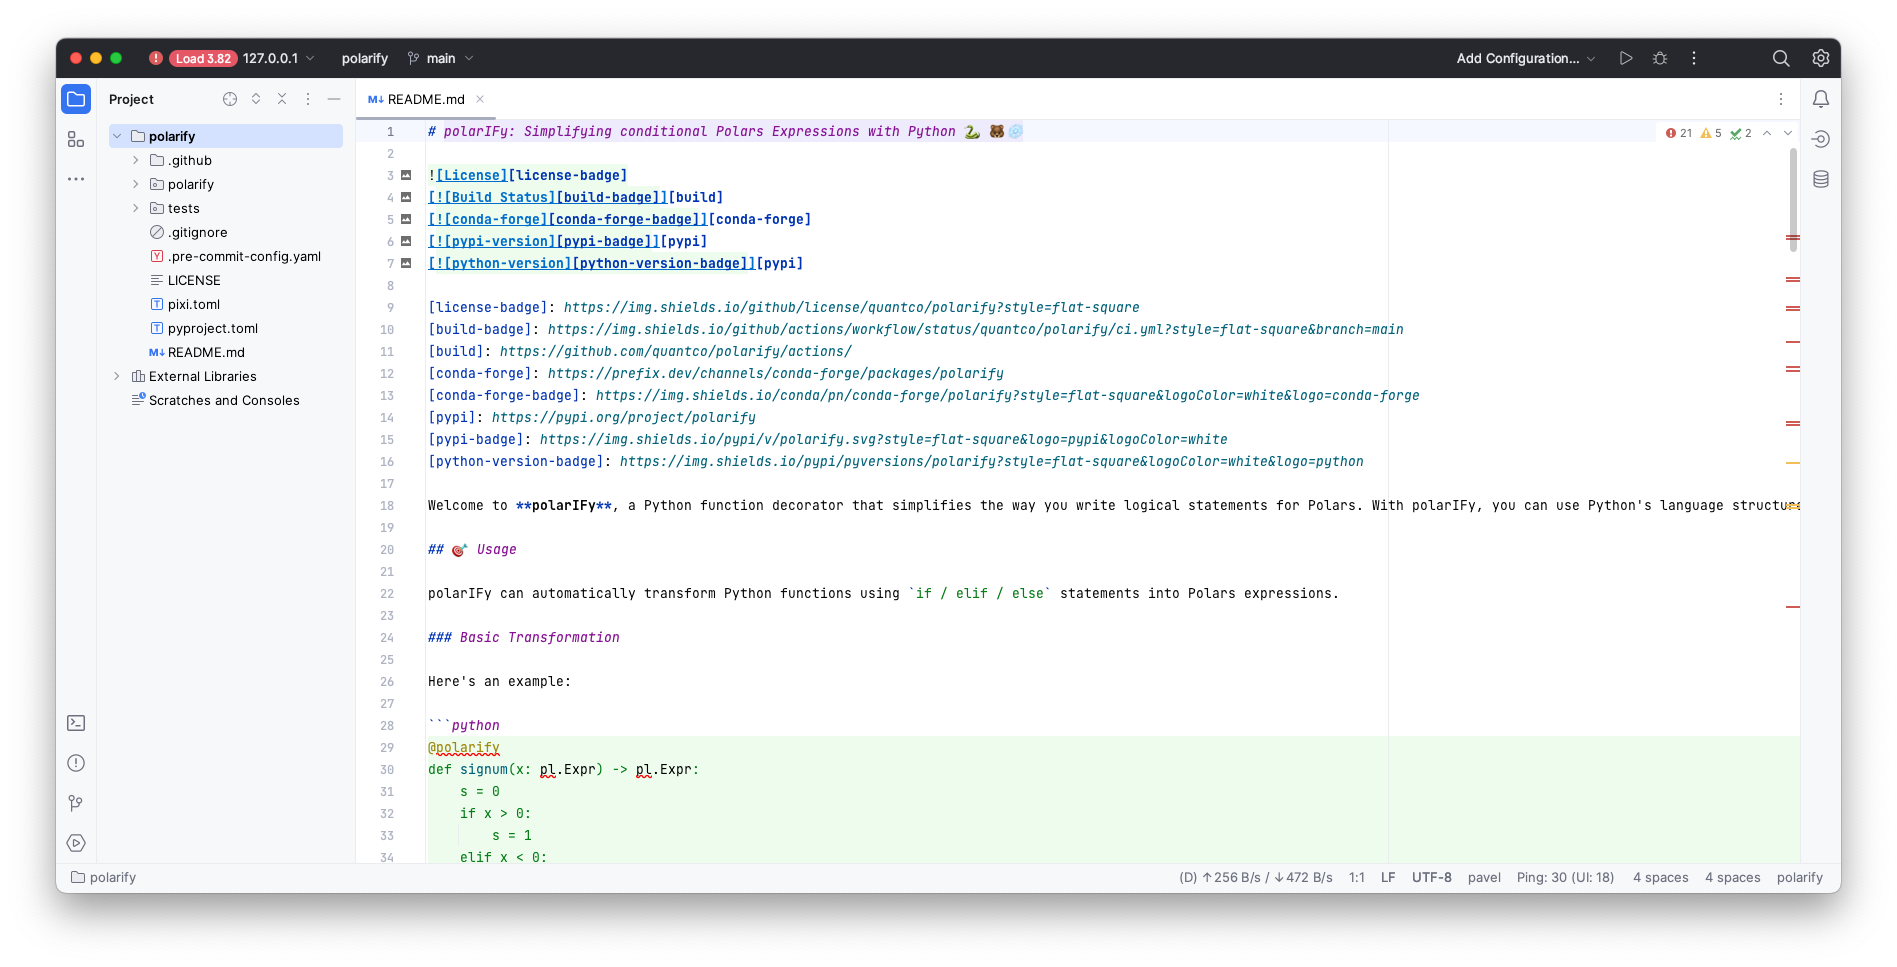 Load 3.82 127.0.0.1 polarify main Add Configuration...
Project
polarify
.github
polarify
tests
.gitignore
.pre-commit-config.yaml
LICENSE
pixi.toml
pyproject.toml
README.md
External Libraries
Scratches and Consoles
README.md
21 5 2
1 # polarIFy: Simplifying conditional Polars Expressions with Python 🐍 🐻‍❄️
2
3 ![License][license-badge]
4 [![Build Status][build-badge]][build]
5 [![conda-forge][conda-forge-badge]][conda-forge]
6 [![pypi-version][pypi-badge]][pypi]
7 [![python-version][python-version-badge]][pypi]
8
9 [license-badge]: https://img.shields.io/github/license/quantco/polarify?style=flat-square
10 [build-badge]: https://img.shields.io/github/actions/workflow/status/quantco/polarify/ci.yml?style=flat-square&branch=main
11 [build]: https://github.com/quantco/polarify/actions/
12 [conda-forge]: https://prefix.dev/channels/conda-forge/packages/polarify
13 [conda-forge-badge]: https://img.shields.io/conda/pn/conda-forge/polarify?style=flat-square&logoColor=white&logo=conda-forge
14 [pypi]: https://pypi.org/project/polarify
15 [pypi-badge]: https://img.shields.io/pypi/v/polarify.svg?style=flat-square&logo=pypi&logoColor=white
16 [python-version-badge]: https://img.shields.io/pypi/pyversions/polarify?style=flat-square&logoColor=white&logo=python
17
18 Welcome to **polarIFy**, a Python function decorator that simplifies the way you write logical statements for Polars. With polarIFy, you can use Python's language structure
19
20 ## 🎯 Usage
21
22 polarIFy can automatically transform Python functions using `if / elif / else` statements into Polars expressions.
23
24 ### Basic Transformation
25
26 Here's an example:
27
28 ```python
29 @polarify
30 def signum(x: pl.Expr) -> pl.Expr:
31 s = 0
32 if x > 0:
33 s = 1
34 elif x < 0:
polarify (D) ↑256 B/s / ↓472 B/s 1:1 LF UTF-8 pavel Ping: 30 (UI: 18) 4 spaces 4 spaces polarify